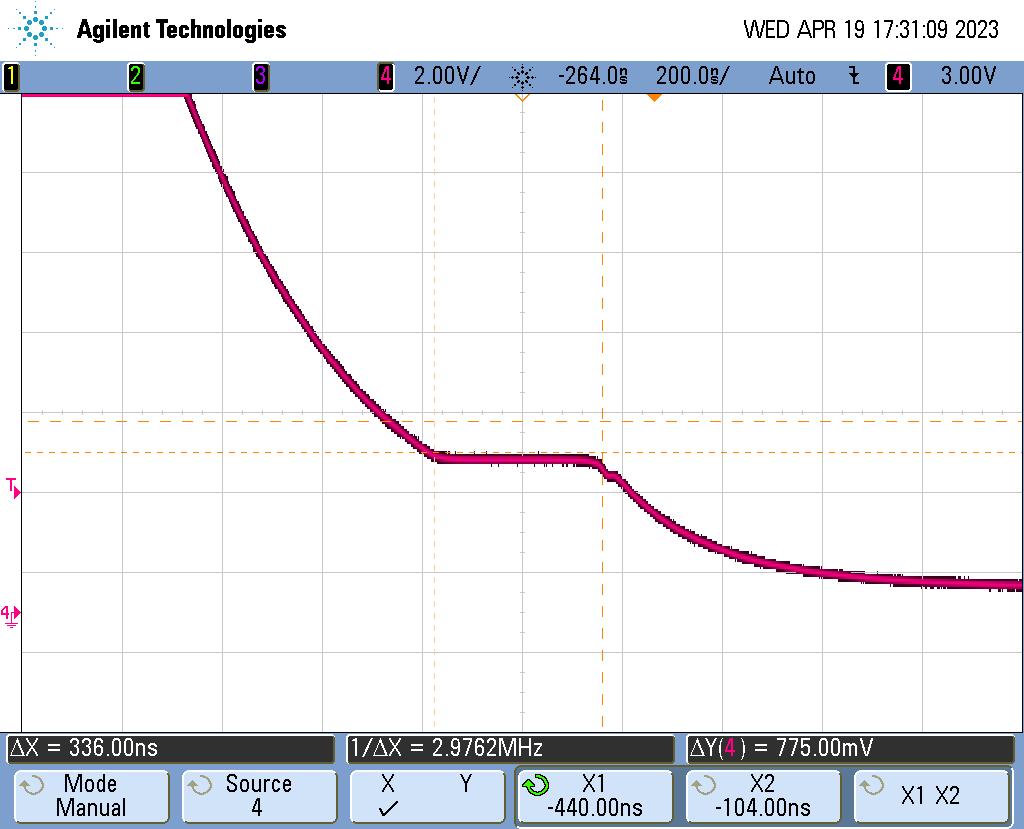 Agilent Technologies
WED APR 19 17:31:09 2023
1 2 3 4 2.00V/ -264.0s 200.0s/ Auto 4 3.00V
T
4
ΔX = 336.00ns 1/ΔX = 2.9762MHz ΔY(4) = 775.00mV
Mode Source X Y X1 X2 X1 X2
Manual 4 ✓ -440.00ns -104.00ns